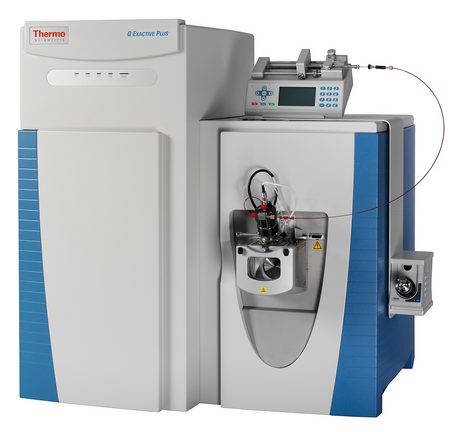 Thermo
SCIENTIFIC
Q EXACTIVE PLUS